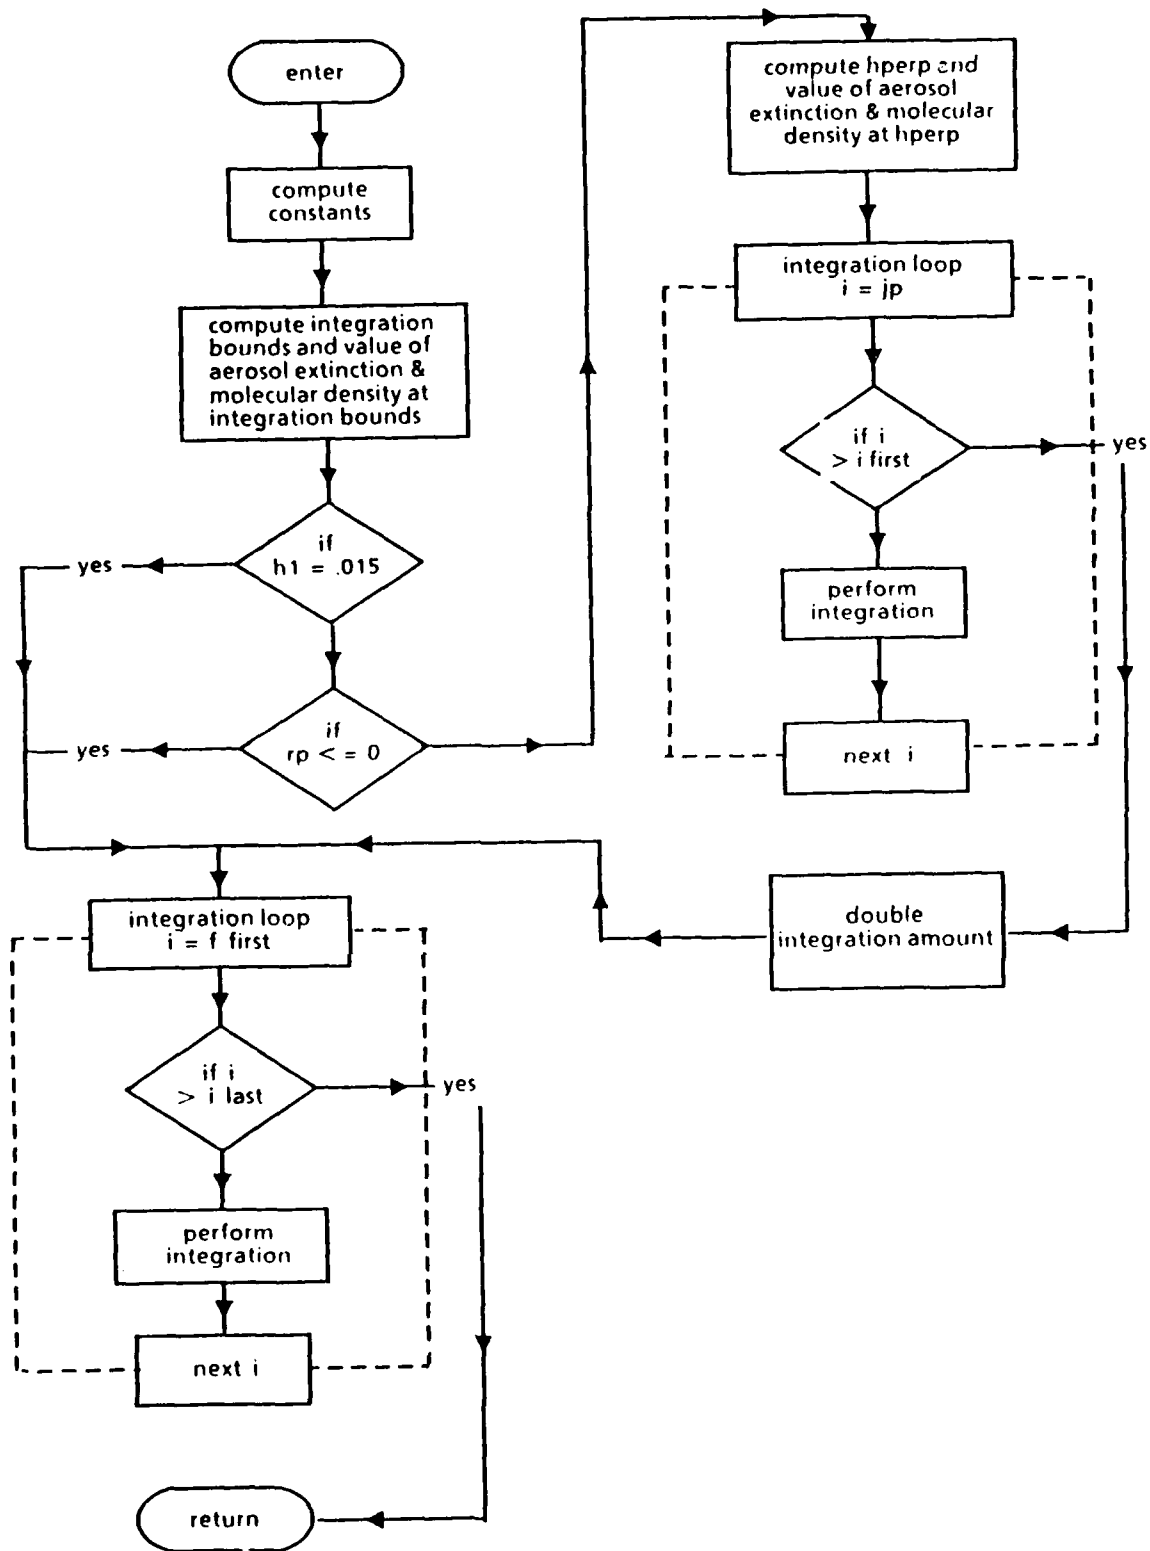 enter
compute
constants
compute integration
bounds and value of
aerosol extinction &
molecular density at
integration bounds
if
h1 = .015
yes
if
rp < = 0
yes
compute hperp and
value of aerosol
extinction & molecular
density at hperp
integration loop
i = jp
if i
> i first
yes
perform
integration
next i
double
integration amount
integration loop
i = f first
if i
> i last
yes
perform
integration
next i
return